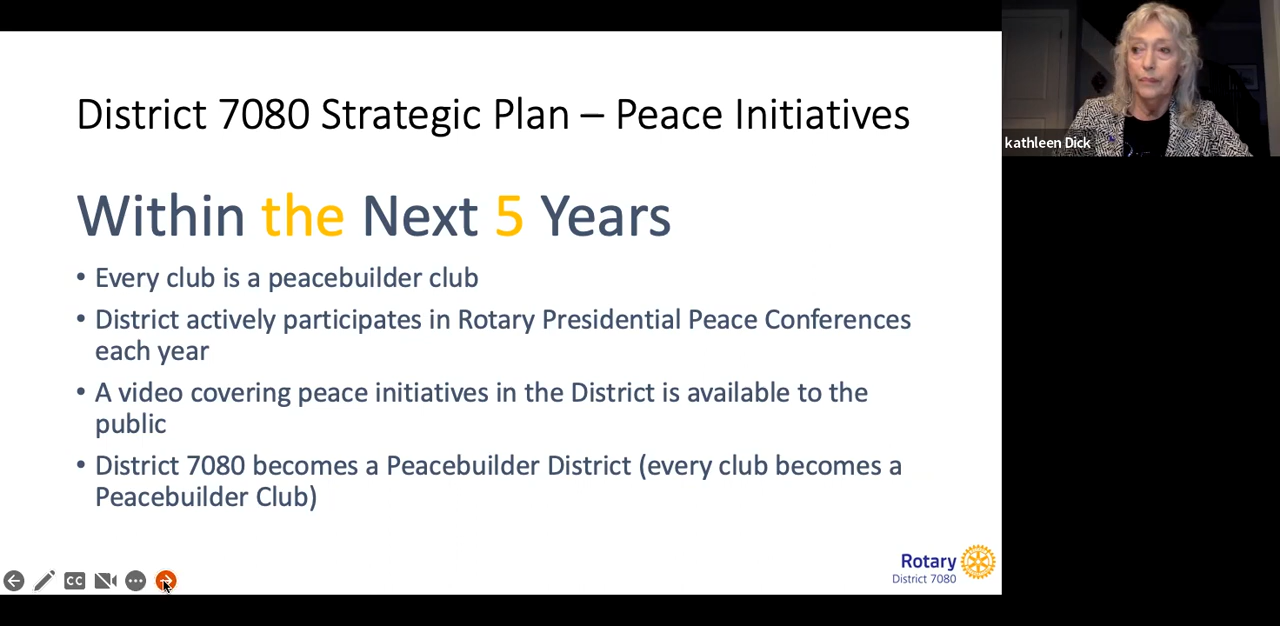 District 7080 Strategic Plan – Peace Initiatives
Within the Next 5 Years
• Every club is a peacebuilder club
• District actively participates in Rotary Presidential Peace Conferences
each year
• A video covering peace initiatives in the District is available to the
public
• District 7080 becomes a Peacebuilder District (every club becomes a
Peacebuilder Club)
kathleen Dick
CC
Rotary
District 7080